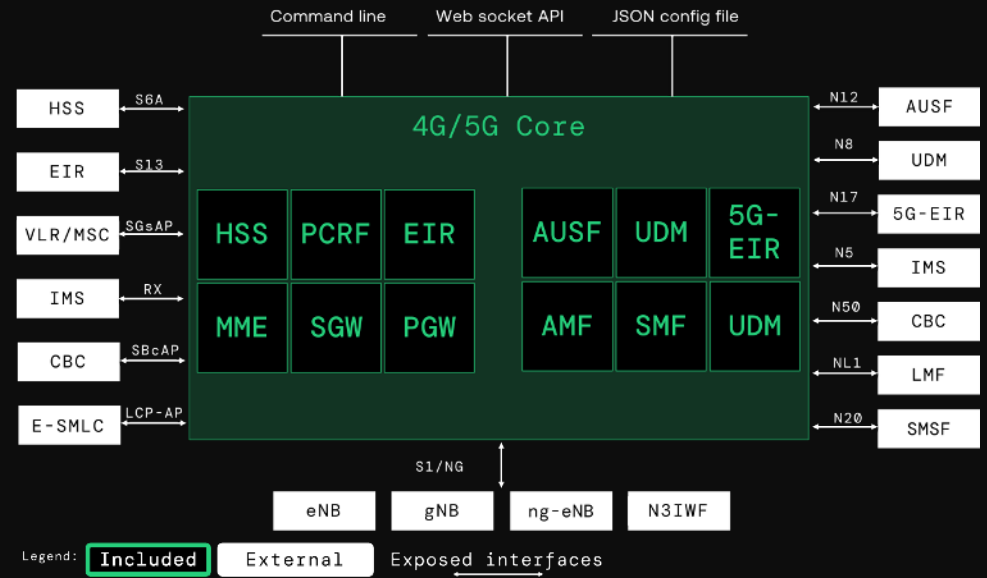 Command line
Web socket API
JSON config file
4G/5G Core
HSS
S6A
EIR
S13
VLR/MSC
SGsAP
IMS
RX
CBC
SBcAP
E-SMLC
LCP-AP
HSS PCRF EIR
MME SGW PGW
AUSF UDM 5G-
EIR
AMF SMF UDM
N12
AUSF
N8
UDM
N17
5G-EIR
N5
IMS
N50
CBC
NL1
LMF
N20
SMSF
S1/NG
eNB
gNB
ng-eNB
N3IWF
Legend:
Included
External
Exposed interfaces